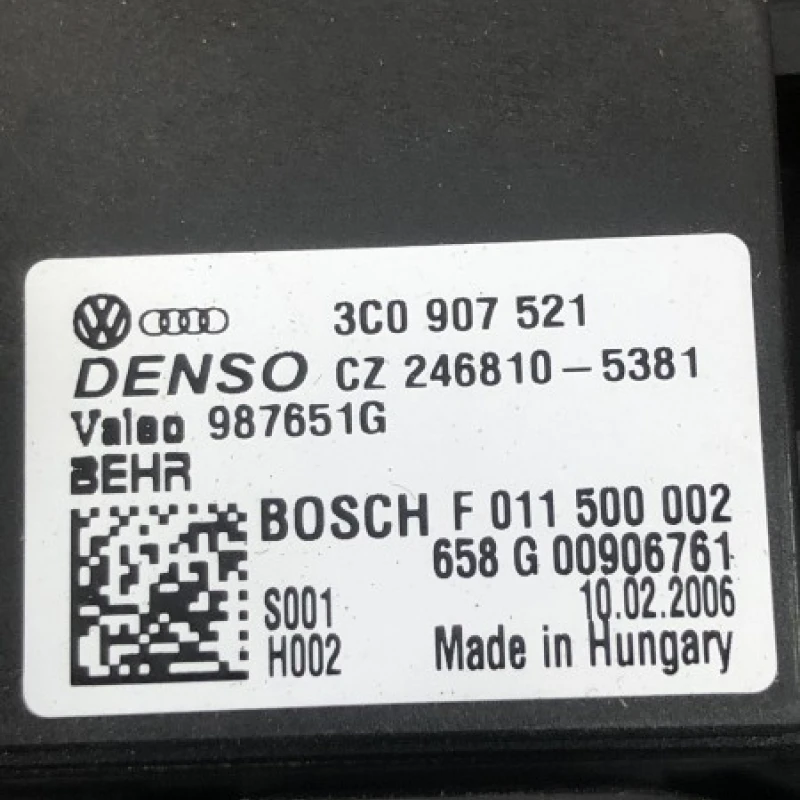 3C0 907 521
DENSO CZ 246810-5381
Valeo 987651G
BEHR
BOSCH F 011 500 002
658 G 00906761
S001 10.02.2006
H002 Made in Hungary